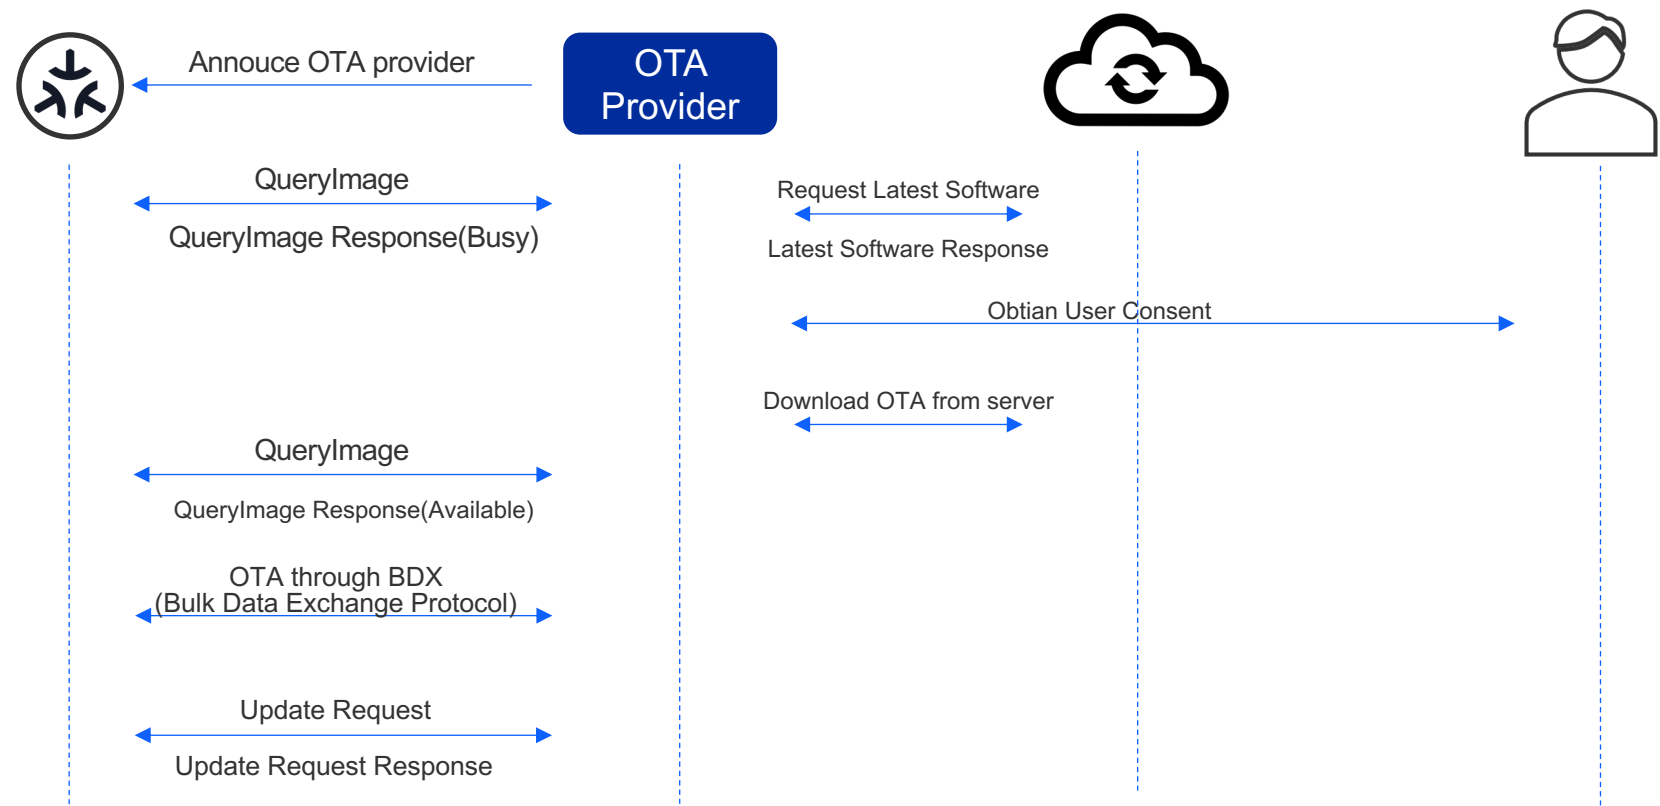 Annouce OTA provider
OTA
Provider
QueryImage
Request Latest Software
QueryImage Response(Busy)
Latest Software Response
Obtian User Consent
Download OTA from server
QueryImage
QueryImage Response(Available)
OTA through BDX
(Bulk Data Exchange Protocol)
Update Request
Update Request Response